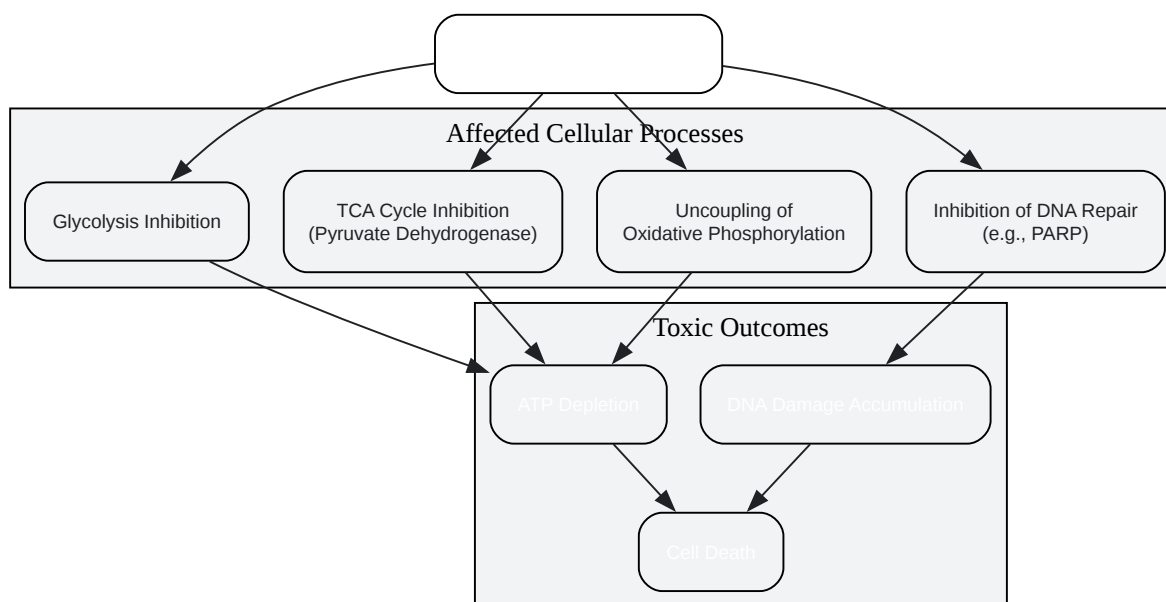 Affected Cellular Processes
Glycolysis Inhibition
TCA Cycle Inhibition
(Pyruvate Dehydrogenase)
Uncoupling of
Oxidative Phosphorylation
Inhibition of DNA Repair
(e.g., PARP)
Toxic Outcomes
ATP Depletion
DNA Damage Accumulation
Cell Death